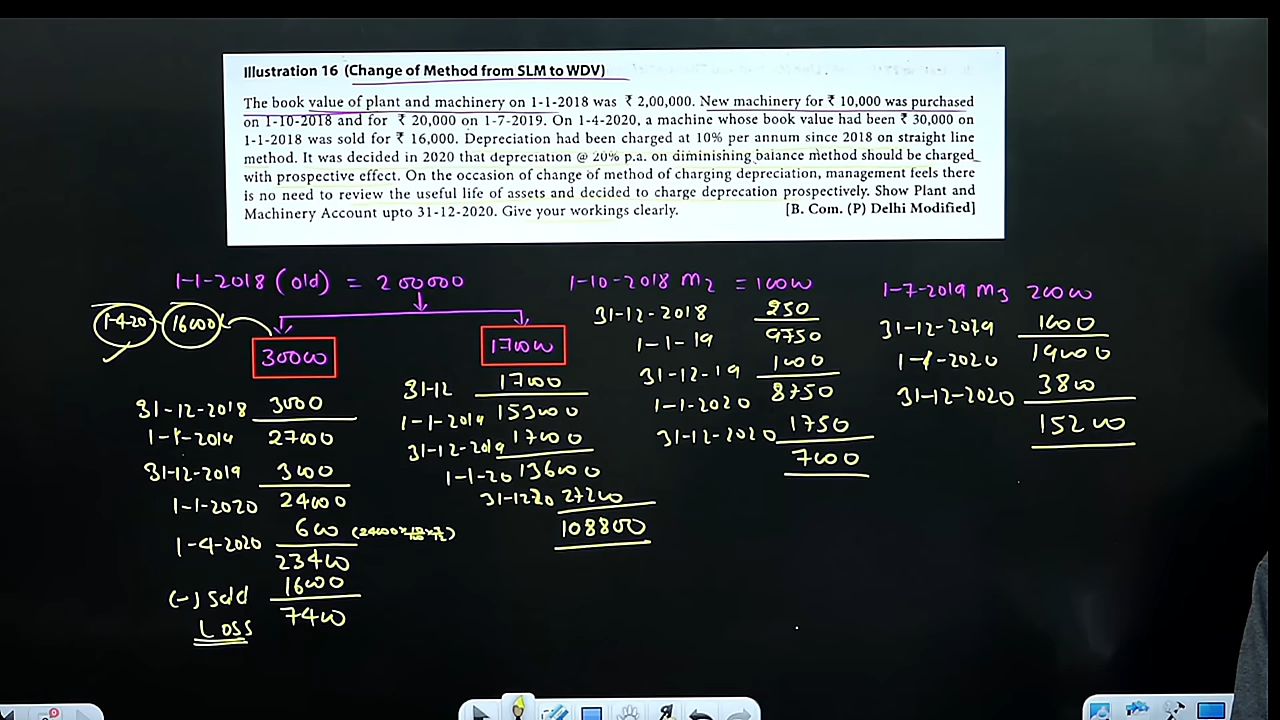 Illustration 16 (Change of Method from SLM to WDV)
The book value of plant and machinery on 1-1-2018 was ₹ 2,00,000. New machinery for ₹ 10,000 was purchased
on 1-10-2018 and for ₹ 20,000 on 1-7-2019. On 1-4-2020, a machine whose book value had been ₹ 30,000 on
1-1-2018 was sold for ₹ 16,000. Depreciation had been charged at 10% per annum since 2018 on straight line
method. It was decided in 2020 that depreciation @ 20% p.a. on diminishing balance method should be charged
with prospective effect. On the occasion of change of method of charging depreciation, management feels there
is no need to review the useful life of assets and decided to charge deprecation prospectively. Show Plant and
Machinery Account upto 31-12-2020. Give your workings clearly. [B. Com. (P) Delhi Modified]
1-1-2018 (old) = 200000
1-4-20 16000
30000
31-12-2018 3000
1-1-2019 27000
31-12-2019 3000
1-1-2020 24000
1-4-2020 600
23400
(-) Sold 16000
Loss 7400
170000
31-12 17000
1-1-2019 153000
31-12-2019 17000
1-1-20 136000
31-12-20 27200
108800
1-10-2018 M2 = 10000
31-12-2018 250
1-1-19 9750
31-12-19 1000
1-1-2020 8750
31-12-2020 1750
7000
1-7-2019 M3 20000
31-12-2019 1000
1-1-2020 19000
31-12-2020 3800
15200